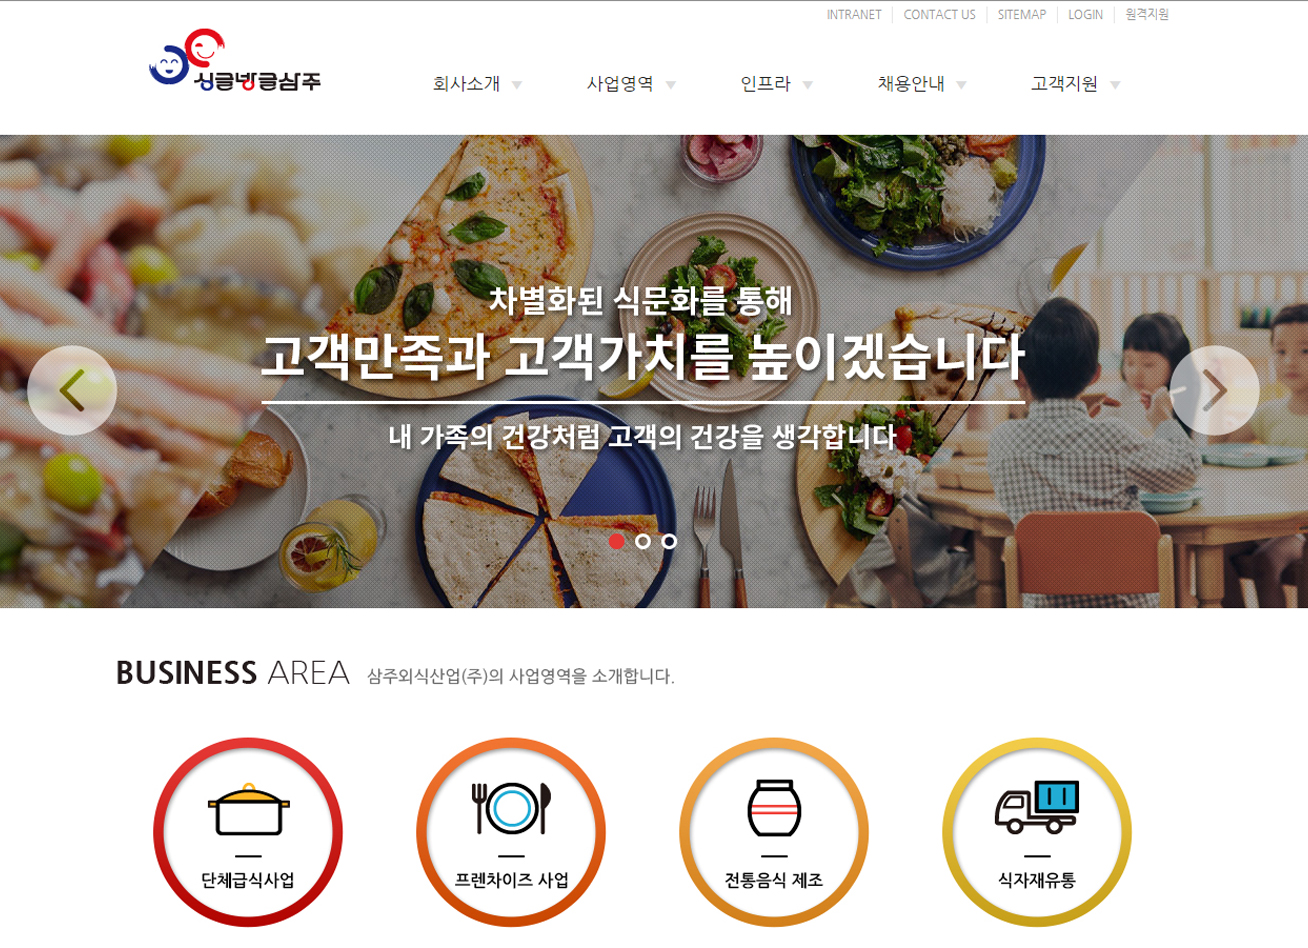 INTRANET CONTACT US SITEMAP LOGIN 원격지원
싱글방글삼주
회사소개 사업영역 인프라 채용안내 고객지원
차별화된 식문화를 통해
고객만족과 고객가치를 높이겠습니다
내 가족의 건강처럼 고객의 건강을 생각합니다
BUSINESS AREA 삼주외식산업(주)의 사업영역을 소개합니다.
단체급식사업 프렌차이즈 사업 전통음식 제조 식자재유통